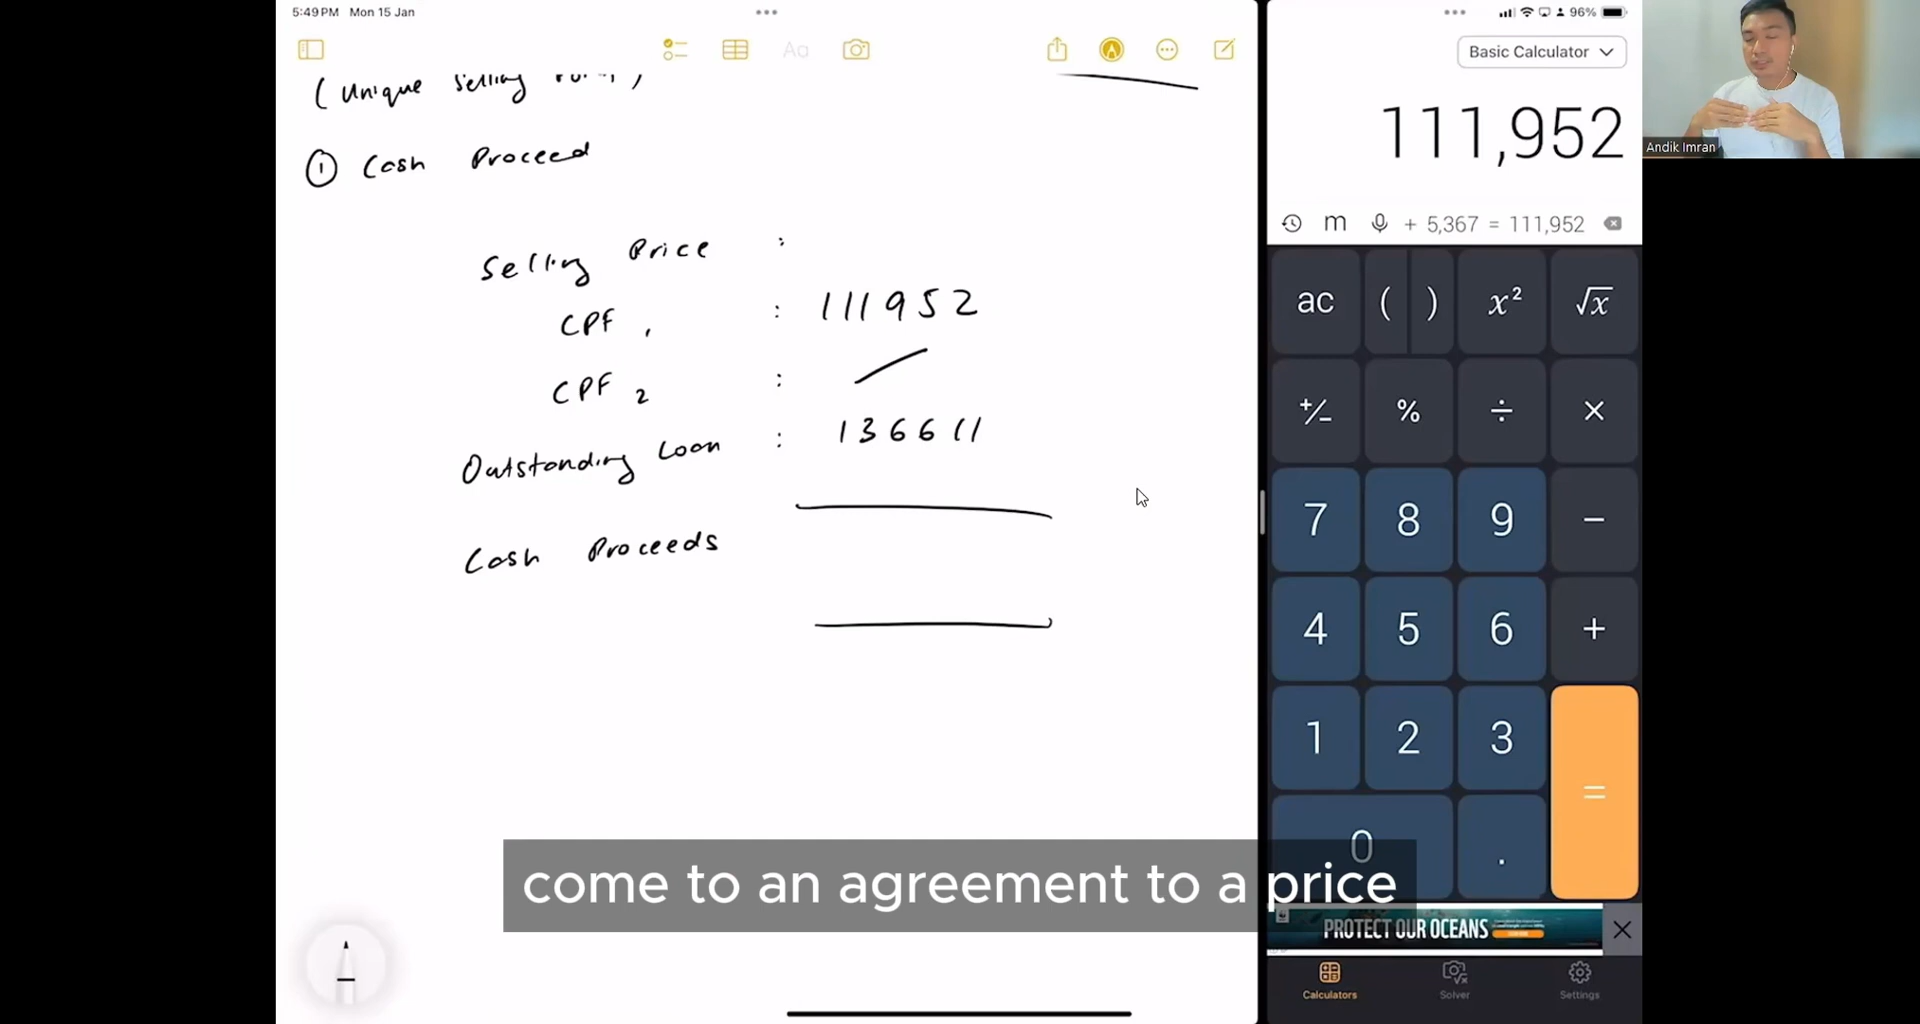 5:49 PM Mon 15 Jan
96%
Aa
Basic Calculator
(Unique Selling
111,952
Andik Imran
① Cash Proceed
m + 5,367 = 111,952
Selling Price :
CPF 1 : 111952
CPF 2 :
Outstanding Loan : 136611
Cash Proceeds
ac ( ) x² √x
+/− % ÷ ×
7 8 9 −
4 5 6 +
1 2 3 =
0 .
come to an agreement to a price
PROTECT OUR OCEANS
Calculators Solver Settings